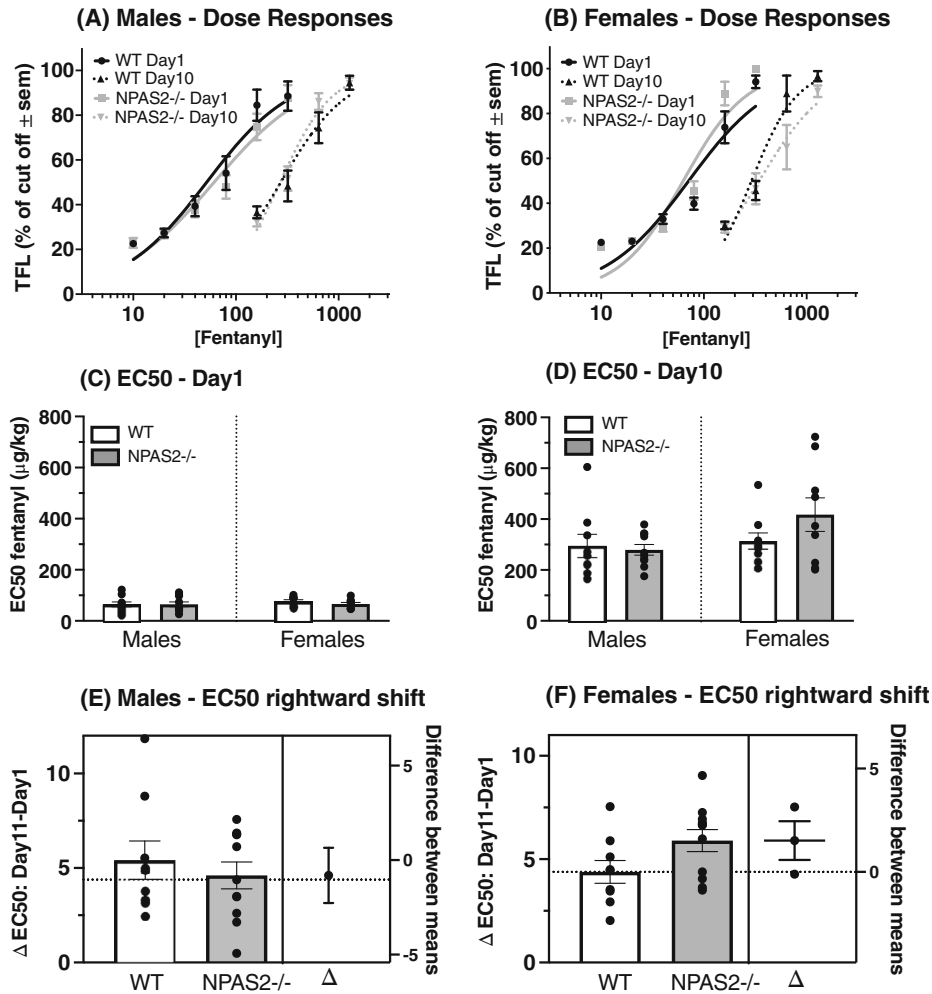 (A) Males - Dose Responses
WT Day1
WT Day10
NPAS2-/- Day1
NPAS2-/- Day10
TFL (% of cut off ± sem)
100
80
60
40
20
0
10
100
1000
[Fentanyl]
(B) Females - Dose Responses
WT Day1
WT Day10
NPAS2-/- Day1
NPAS2-/- Day10
TFL (% of cut off ± sem)
100
80
60
40
20
0
10
100
1000
[Fentanyl]
(C) EC50 - Day1
WT
NPAS2-/-
EC50 fentanyl (μg/kg)
800
600
400
200
0
Males
Females
(D) EC50 - Day10
WT
NPAS2-/-
EC50 fentanyl (μg/kg)
800
600
400
200
0
Males
Females
(E) Males - EC50 rightward shift
Δ EC50: Day11-Day1
10
5
0
WT
NPAS2-/-
Δ
5
0
-5
Difference between means
(F) Females - EC50 rightward shift
Δ EC50: Day11-Day1
10
5
0
WT
NPAS2-/-
Δ
5
0
Difference between means